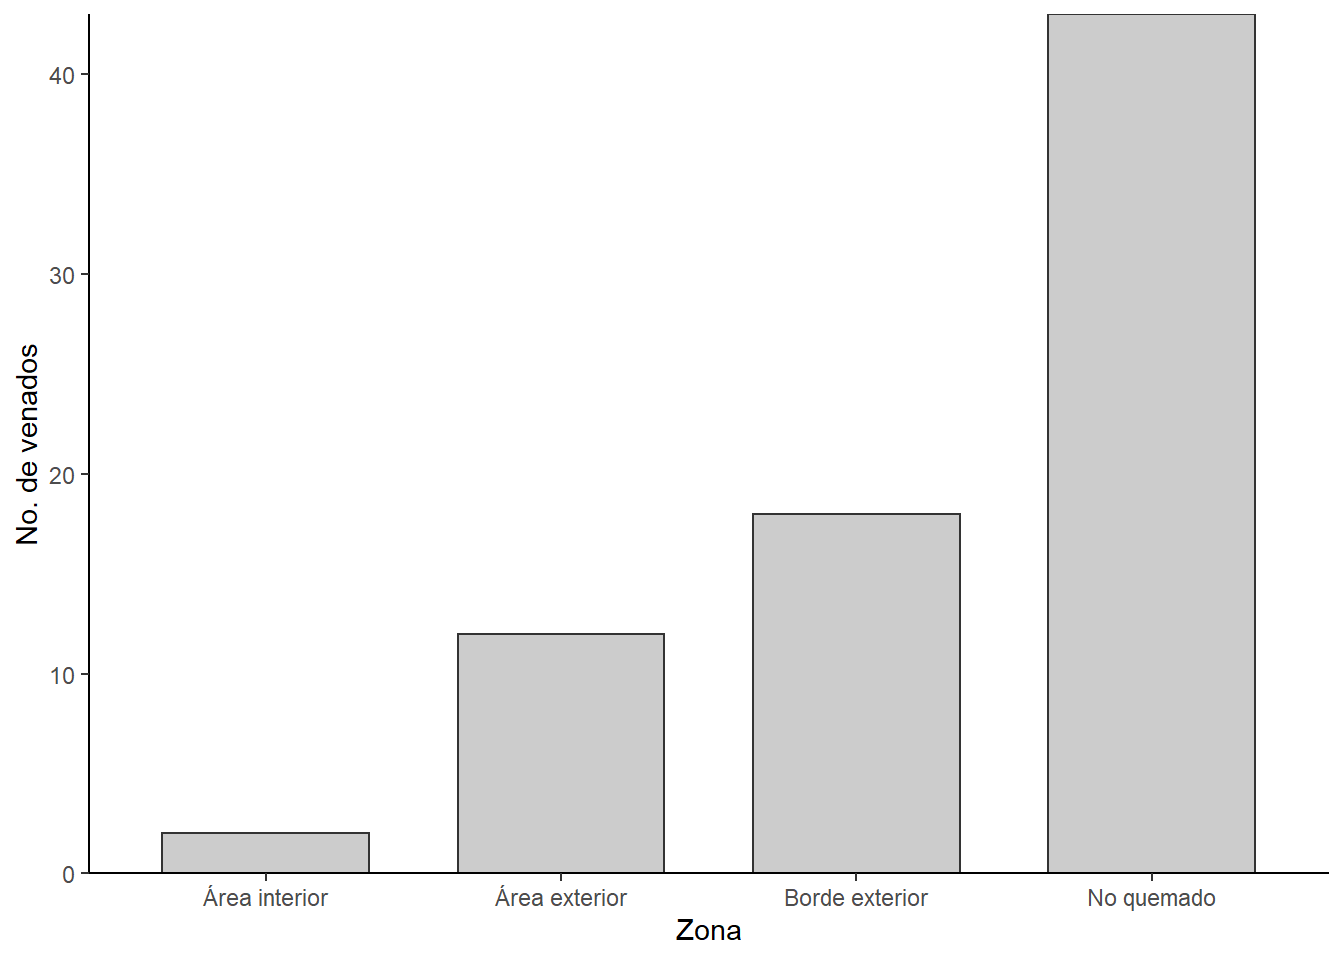 40
30
20
10
0
No. de venados
Área interior
Área exterior
Borde exterior
No quemado
Zona